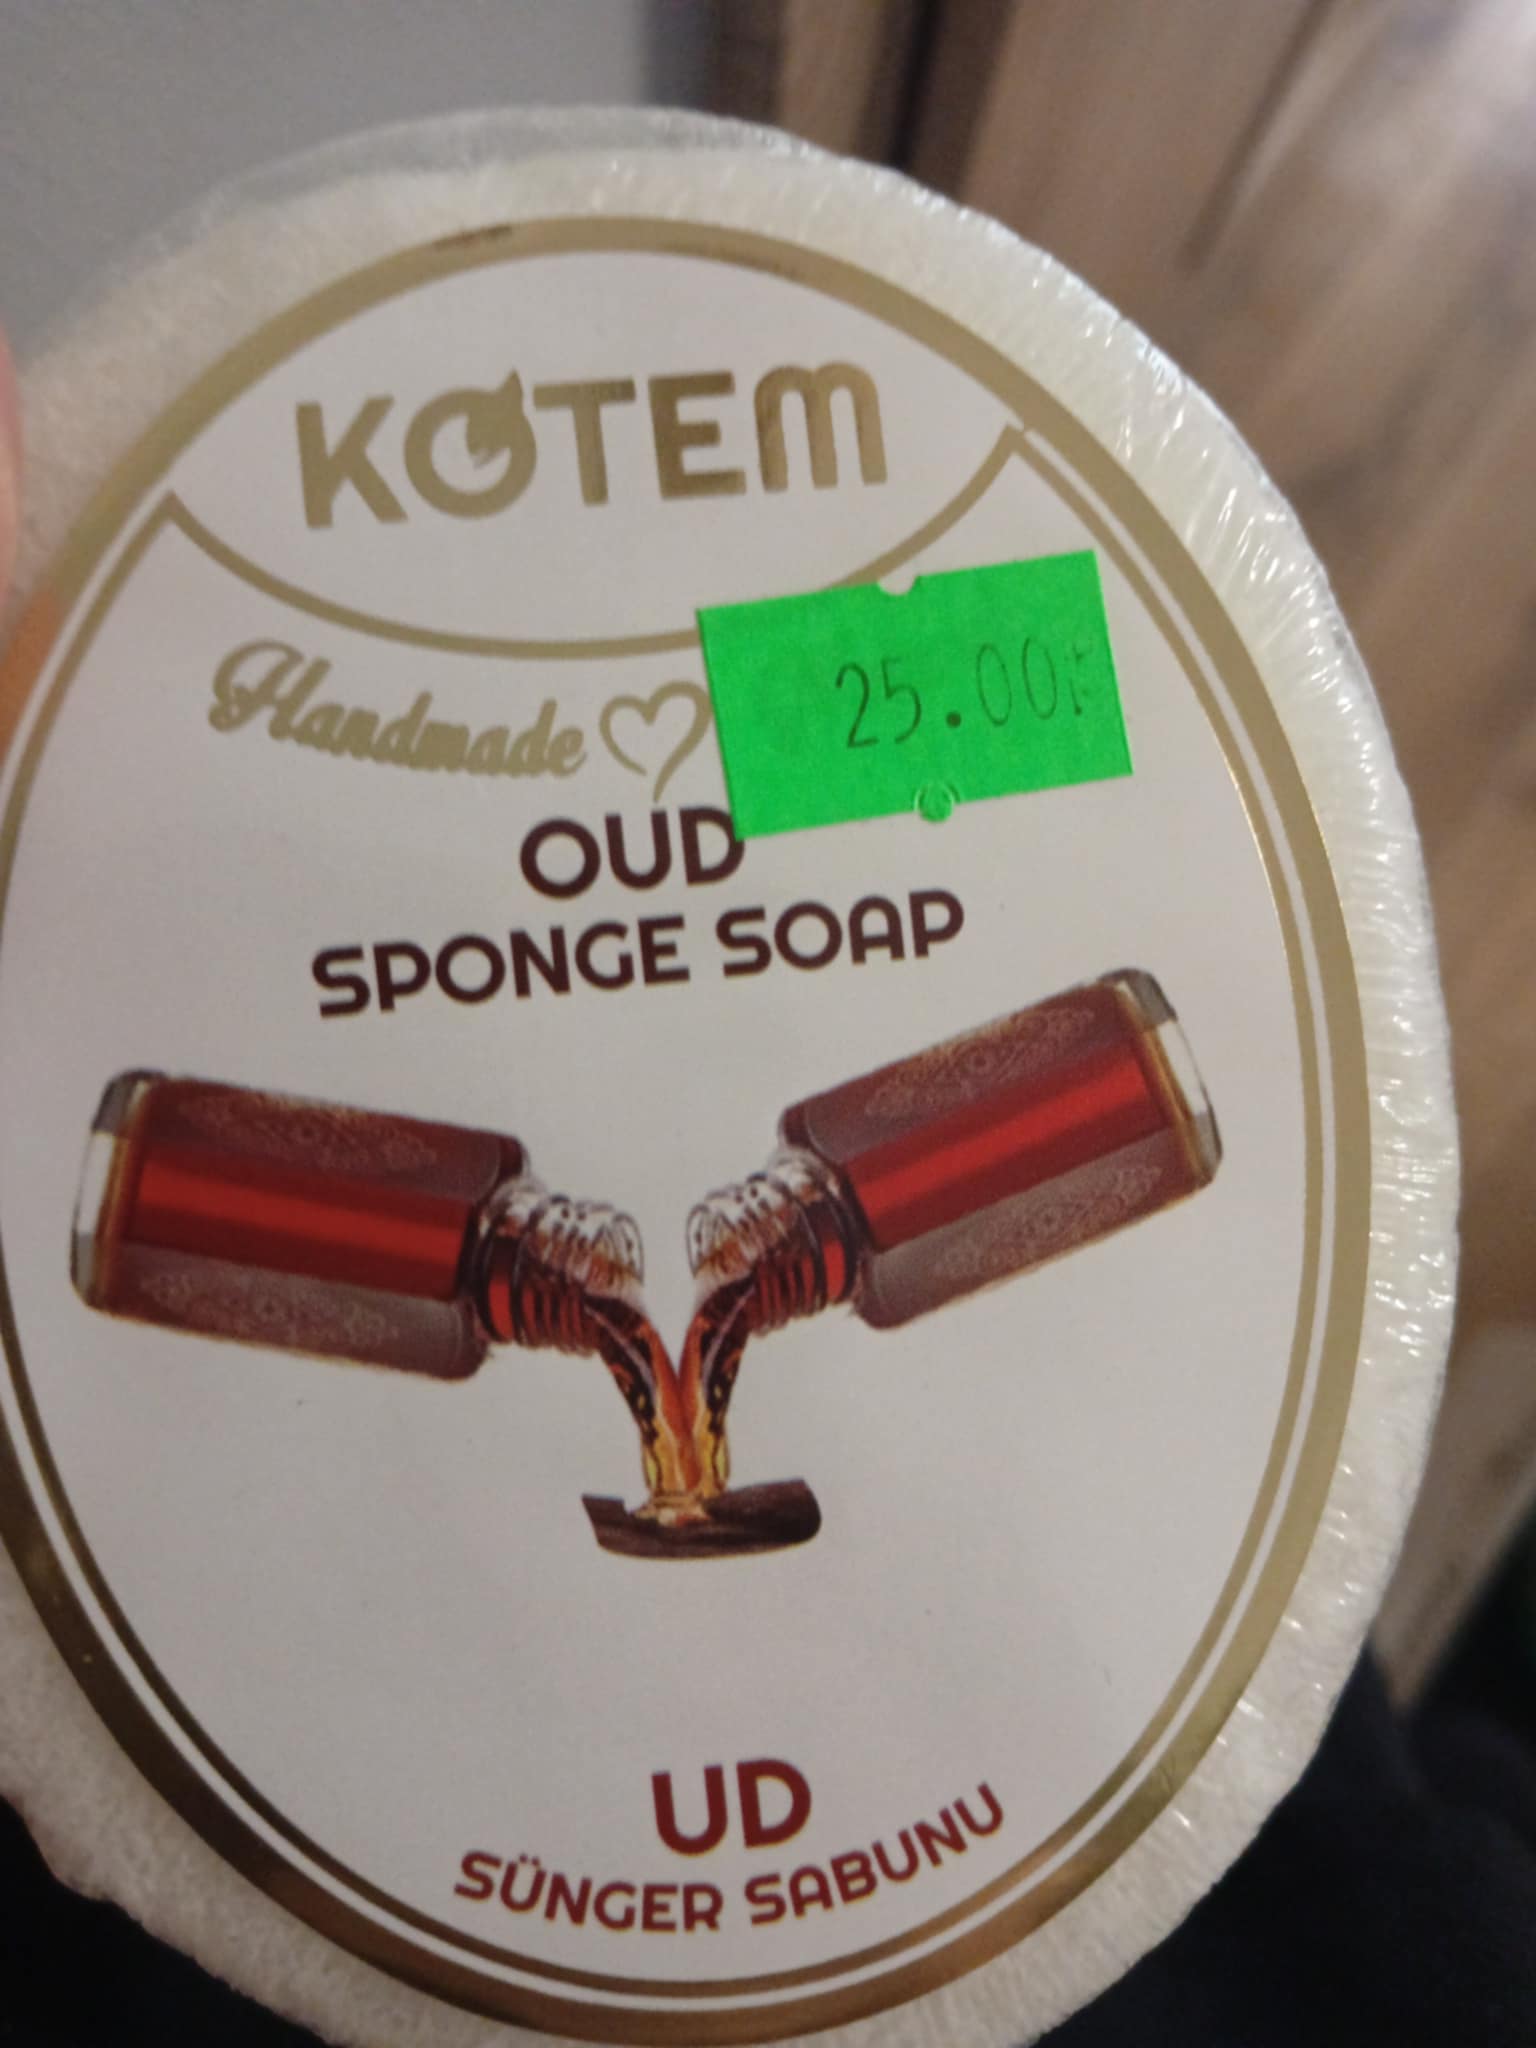 KOTEM
Handmade
25.00₺
OUD
SPONGE SOAP
UD
SÜNGER SABUNU